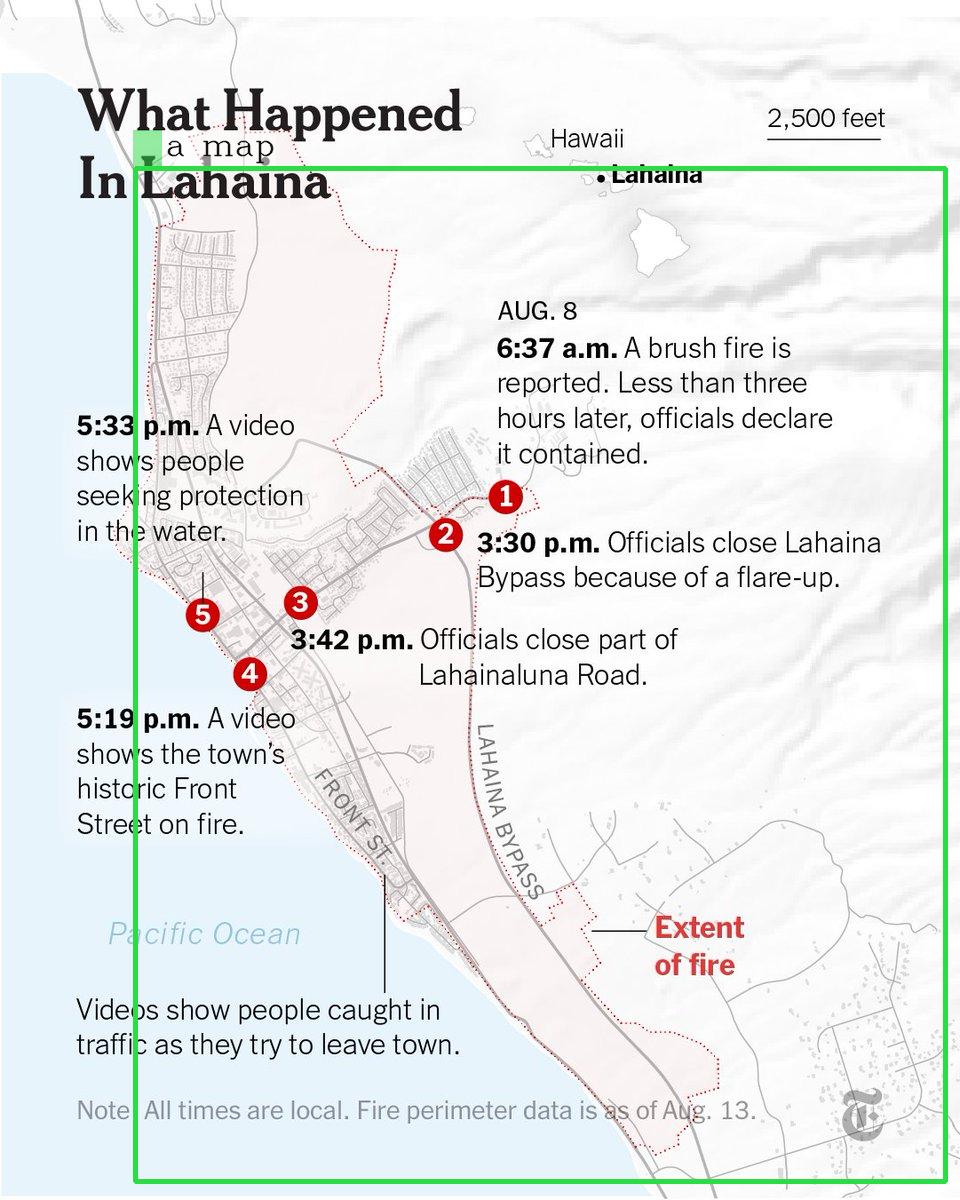 What Happened
a map
In Lahaina
2,500 feet
Hawaii
Lahaina
AUG. 8
6:37 a.m. A brush fire is
reported. Less than three
hours later, officials declare
it contained.
5:33 p.m. A video
shows people
seeking protection
in the water.
1
2
3:30 p.m. Officials close Lahaina
Bypass because of a flare-up.
3
5
3:42 p.m. Officials close part of
Lahainaluna Road.
4
5:19 p.m. A video
shows the town's
historic Front
Street on fire.
LAHAINA BYPASS
FRONT ST.
Extent
of fire
Pacific Ocean
Videos show people caught in
traffic as they try to leave town.
Note: All times are local. Fire perimeter data is as of Aug. 13.
T